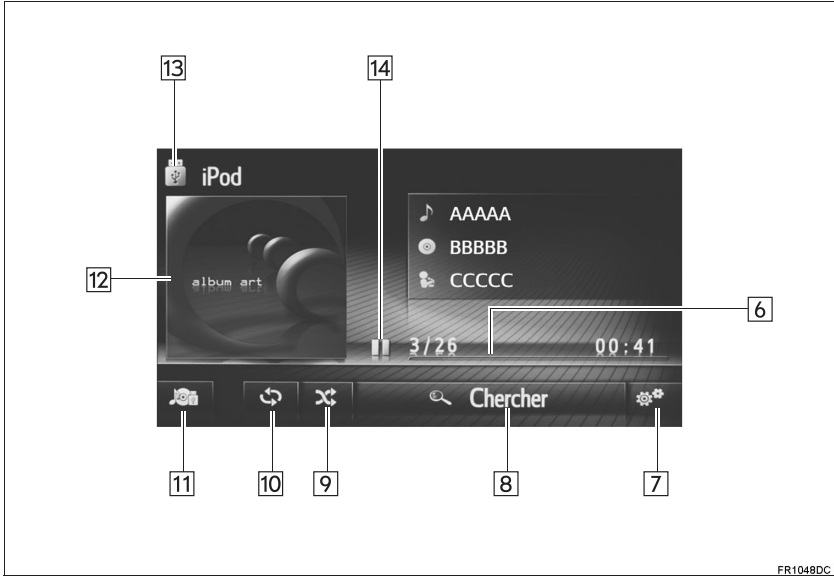 13
14
iPod
AAAAA
BBBBB
CCCCC
album art
12
6
3/26 00:41
Chercher
11
10
9
8
7
FR1048DC